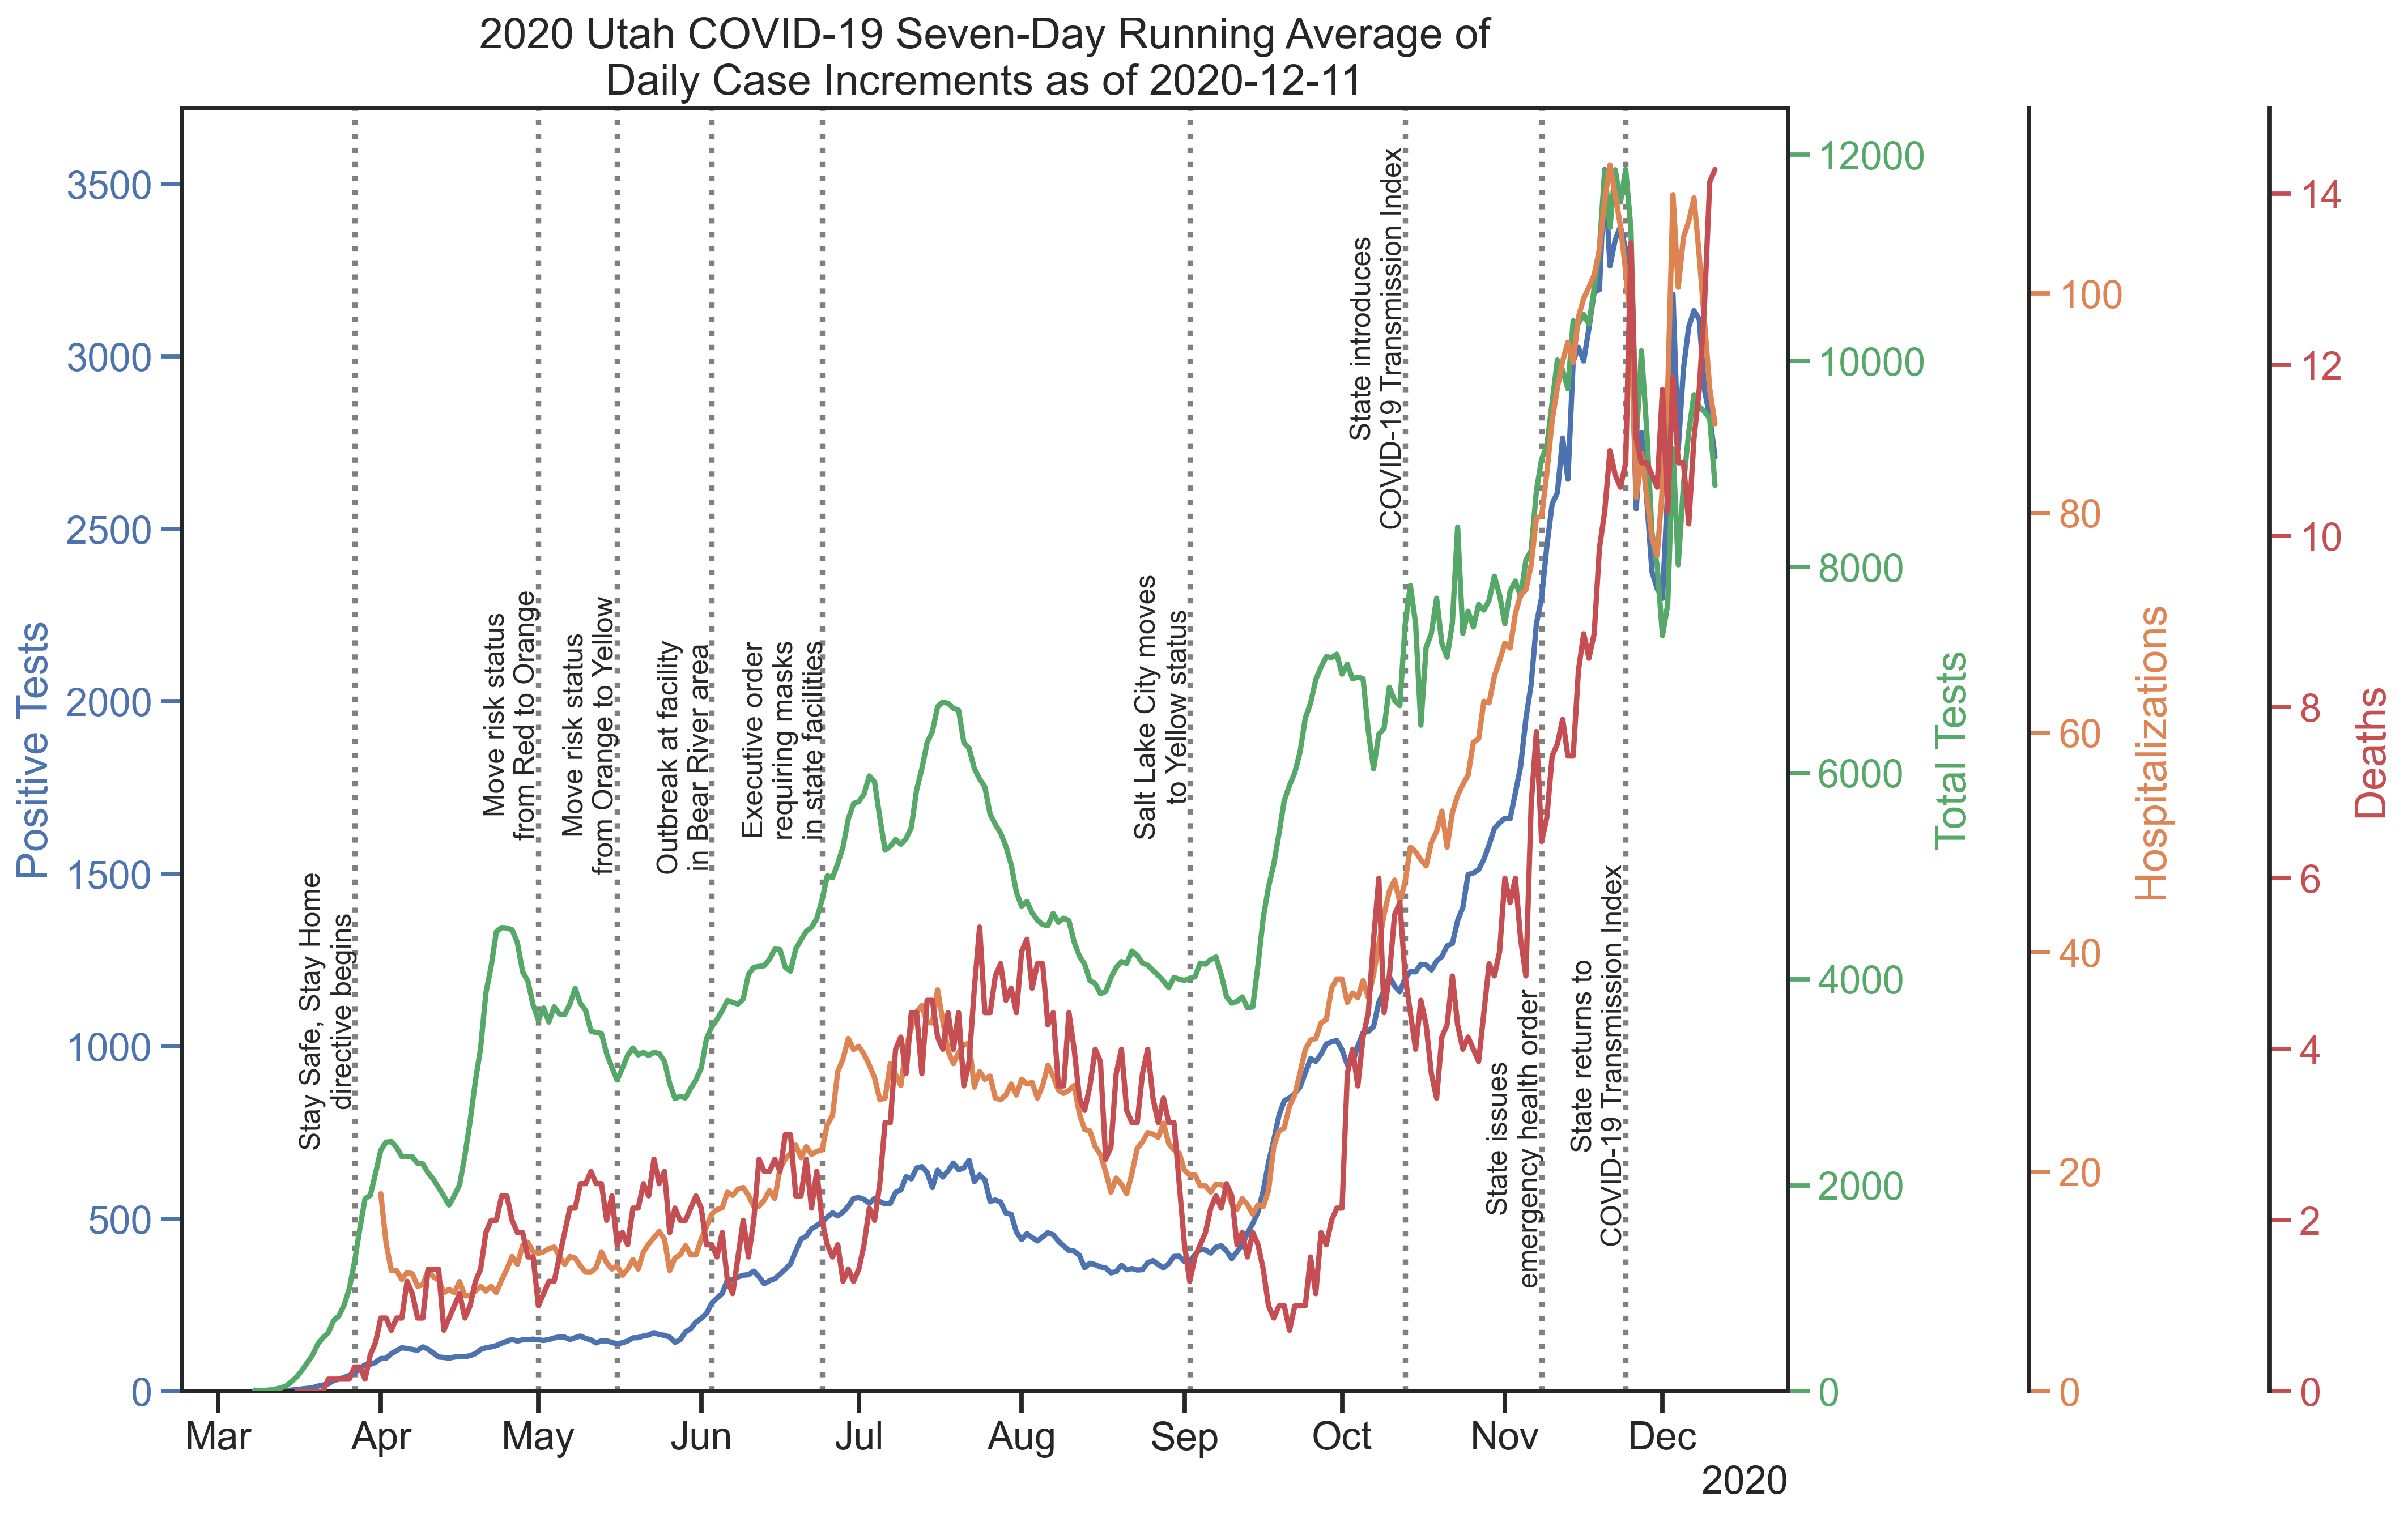 2020 Utah COVID-19 Seven-Day Running Average of
Daily Case Increments as of 2020-12-11
Positive Tests
3500
3000
2500
2000
1500
1000
500
0
Stay Safe, Stay Home
directive begins
Move risk status
from Red to Orange
Move risk status
from Orange to Yellow
Outbreak at facility
in Bear River area
Executive order
requiring masks
in state facilities
Salt Lake City moves
to Yellow status
State introduces
COVID-19 Transmission Index
State issues
emergency health order
State returns to
COVID-19 Transmission Index
12000
10000
8000
6000
4000
2000
0
Total Tests
100
80
60
40
20
0
Hospitalizations
14
12
10
8
6
4
2
0
Deaths
Mar
Apr
May
Jun
Jul
Aug
Sep
Oct
Nov
Dec
2020